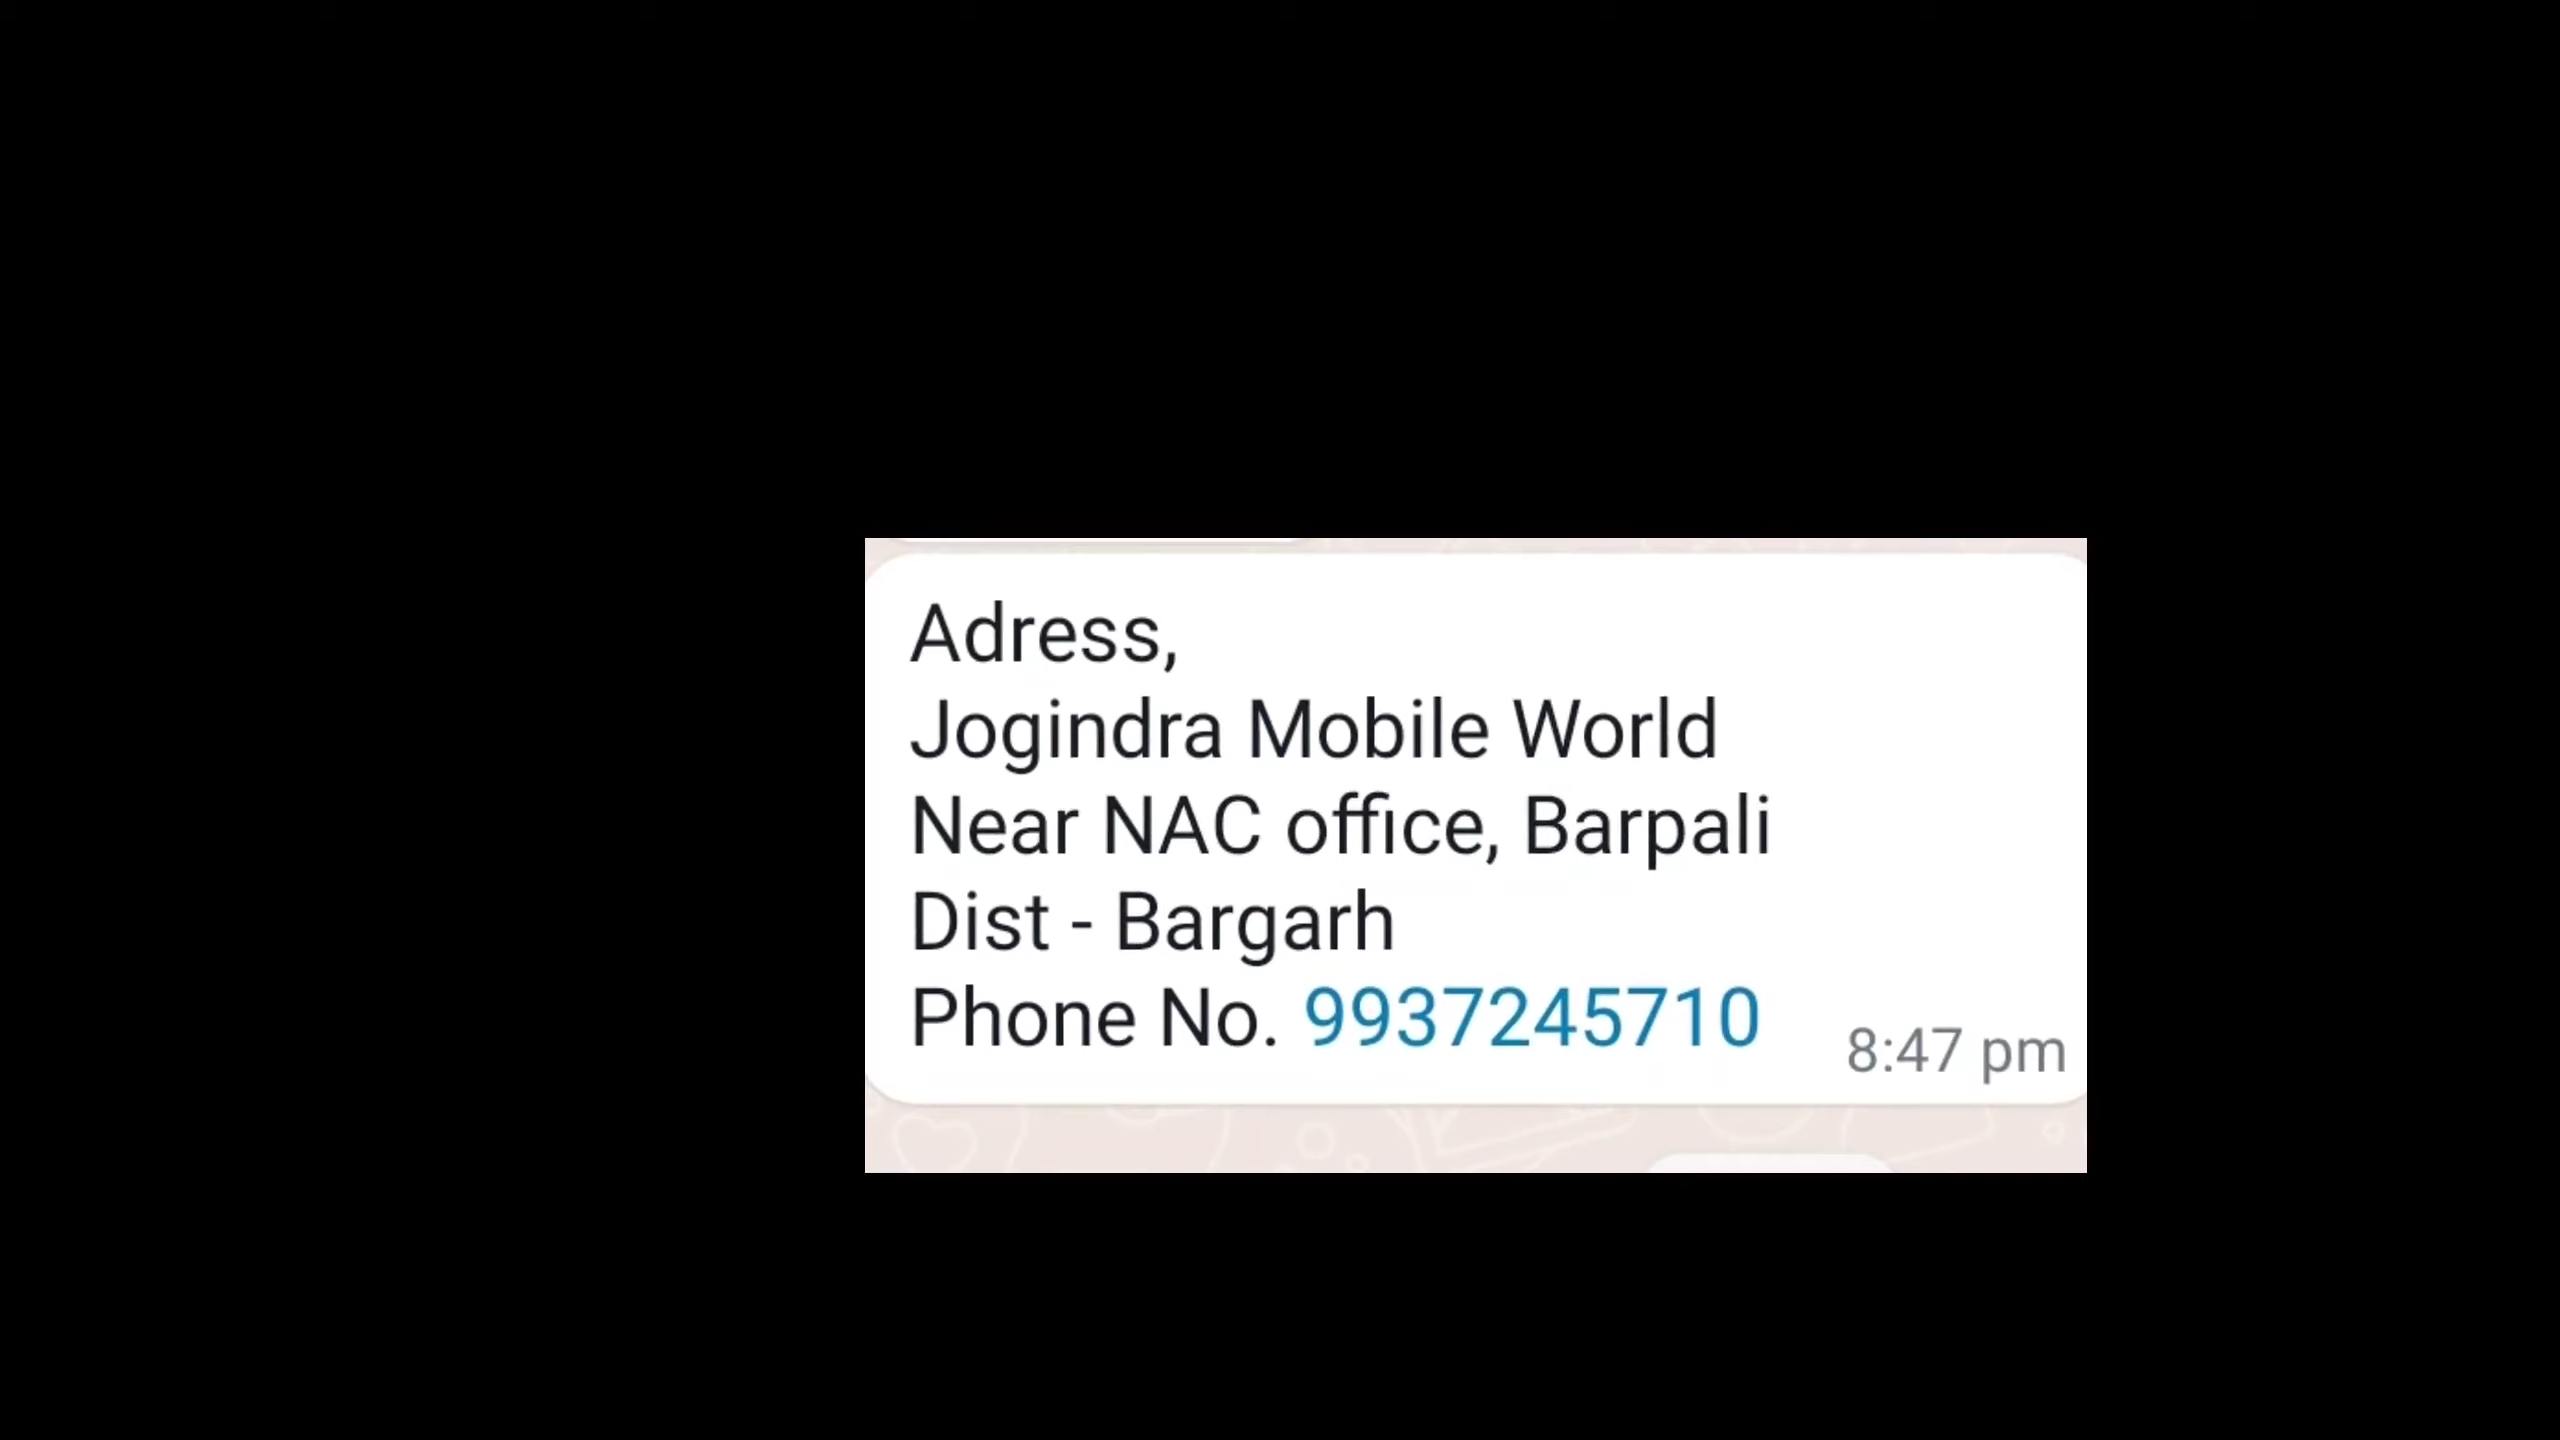 Adress,
Jogindra Mobile World
Near NAC office, Barpali
Dist - Bargarh
Phone No. 9937245710
8:47 pm